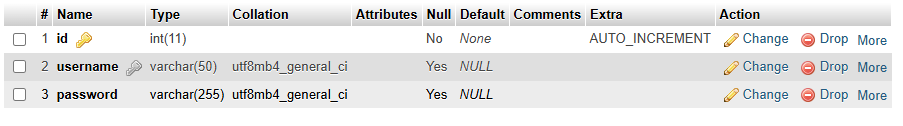 # Name Type Collation Attributes Null Default Comments Extra Action
1 id int(11) No None AUTO_INCREMENT Change Drop More
2 username varchar(50) utf8mb4_general_ci Yes NULL Change Drop More
3 password varchar(255) utf8mb4_general_ci Yes NULL Change Drop More